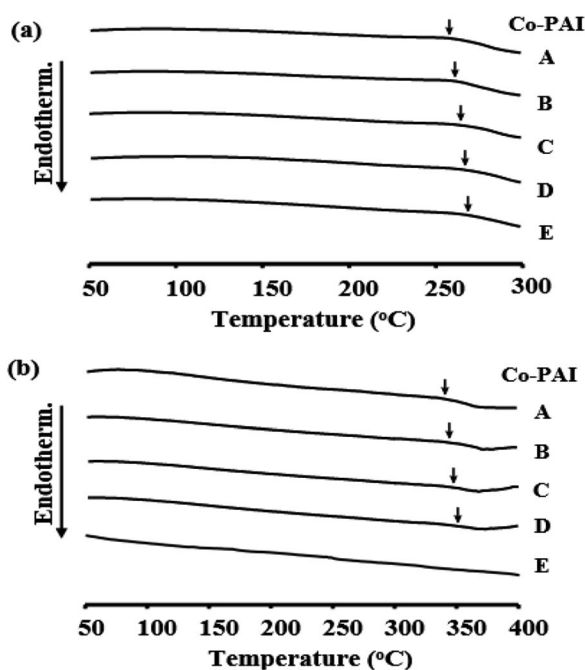 (a)
Co-PAI
A
B
C
D
E
Endotherm.
50 100 150 200 250 300
Temperature (°C)
(b)
Co-PAI
A
B
C
D
E
Endotherm.
50 100 150 200 250 300 350 400
Temperature (°C)